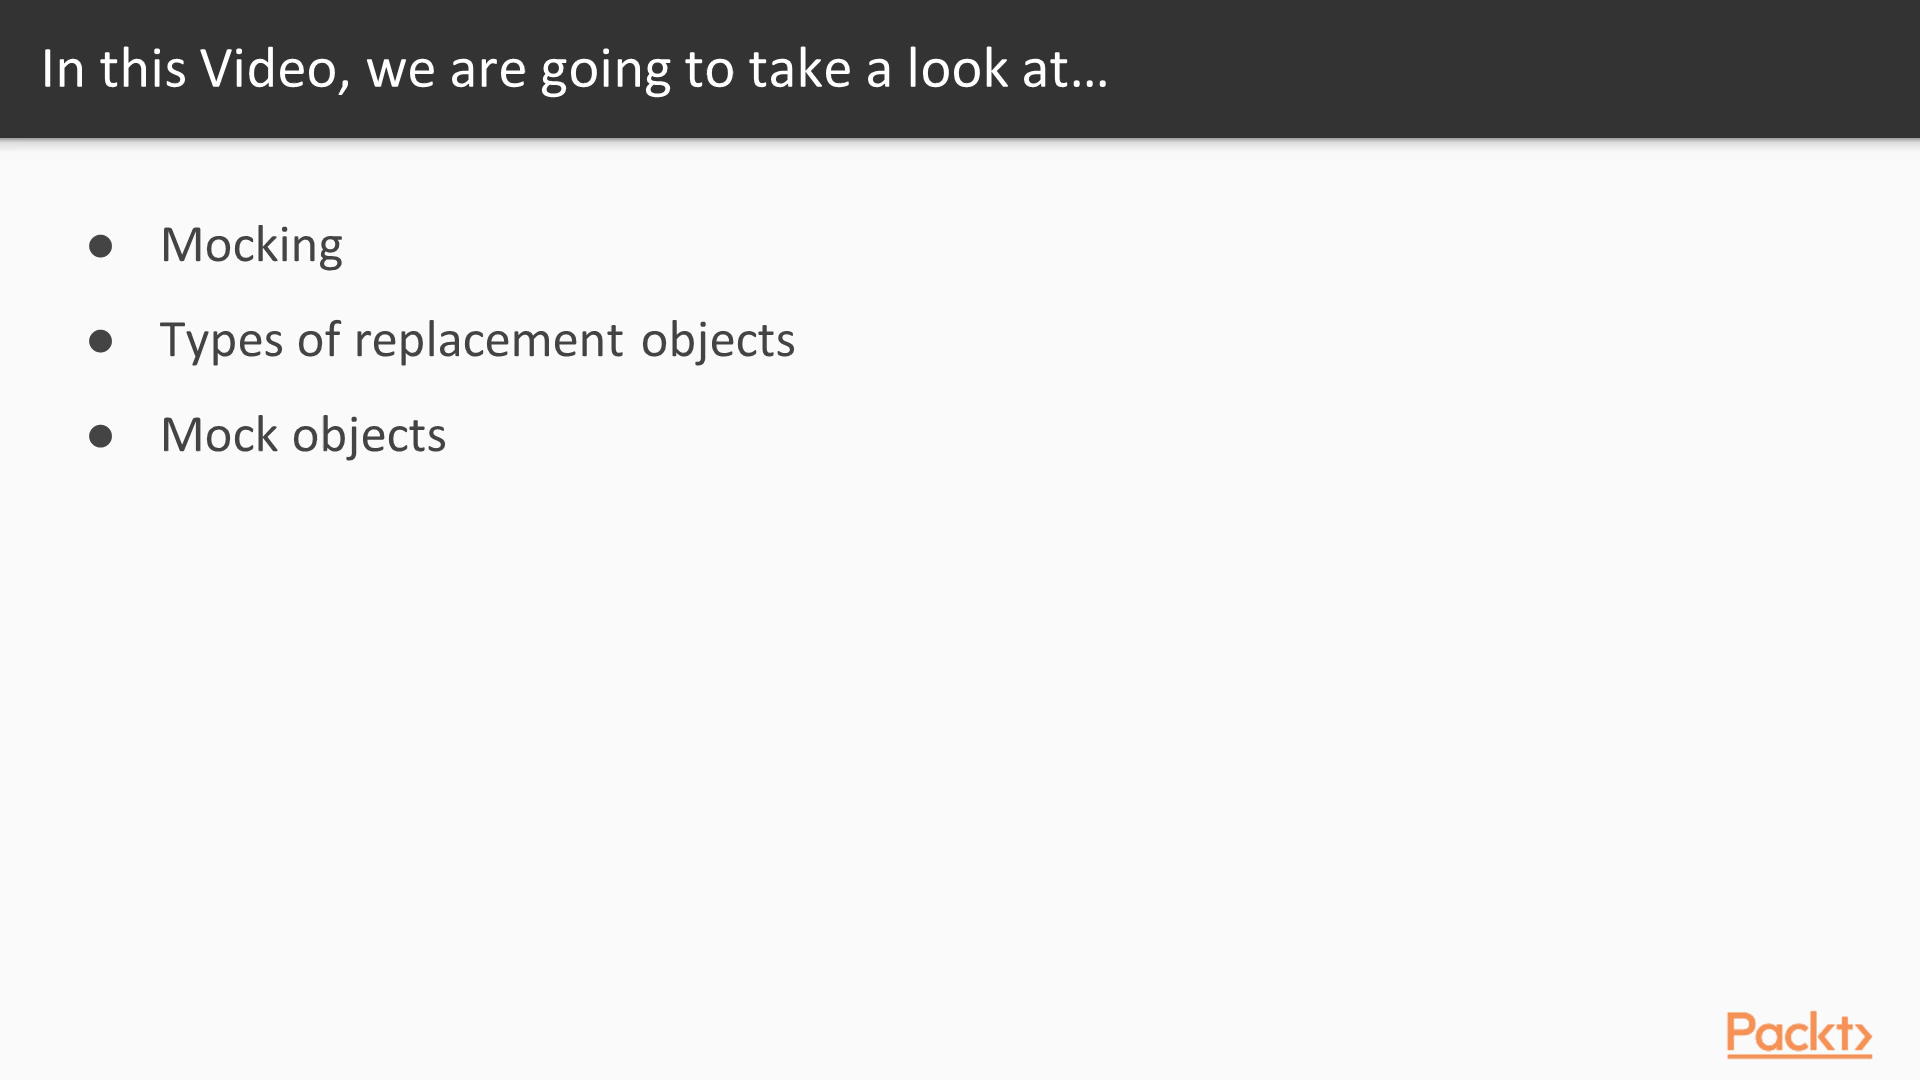 In this Video, we are going to take a look at...
● Mocking
● Types of replacement objects
● Mock objects
Packt>